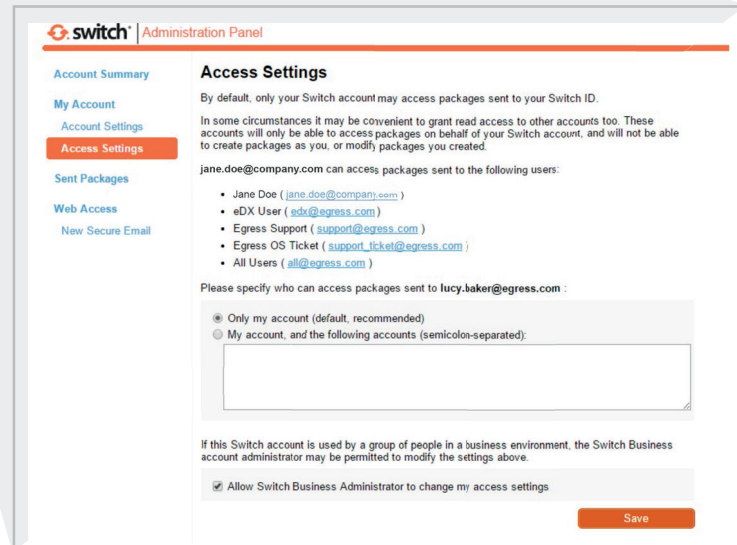 switch | Administration Panel
Account Summary
My Account
Account Settings
Access Settings
Sent Packages
Web Access
New Secure Email
Access Settings
By default, only your Switch account may access packages sent to your Switch ID.
In some circumstances it may be convenient to grant read access to other accounts too. These
accounts will only be able to access packages on behalf of your Switch account, and will not be able
to create packages as you, or modify packages you created.
jane.doe@company.com can access packages sent to the following users:
• Jane Doe ( jane.doe@company.com )
• eDX User ( edx@egress.com )
• Egress Support ( support@egress.com )
• Egress OS Ticket ( support_ticket@egress.com )
• All Users ( all@egress.com )
Please specify who can access packages sent to lucy.baker@egress.com :
Only my account (default, recommended)
My account, and the following accounts (semicolon-separated):
If this Switch account is used by a group of people in a business environment, the Switch Business
account administrator may be permitted to modify the settings above.
Allow Switch Business Administrator to change my access settings
Save